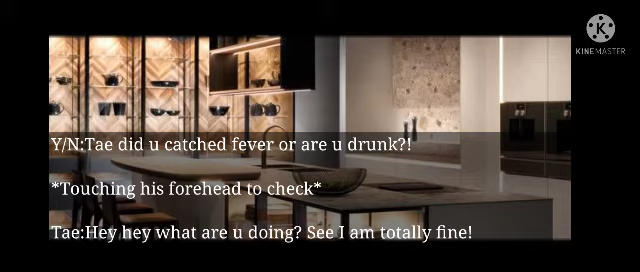 KINEMASTER
Y/N:Tae did u catched fever or are u drunk?!
*Touching his forehead to check*
Tae:Hey hey what are u doing? See I am totally fine!